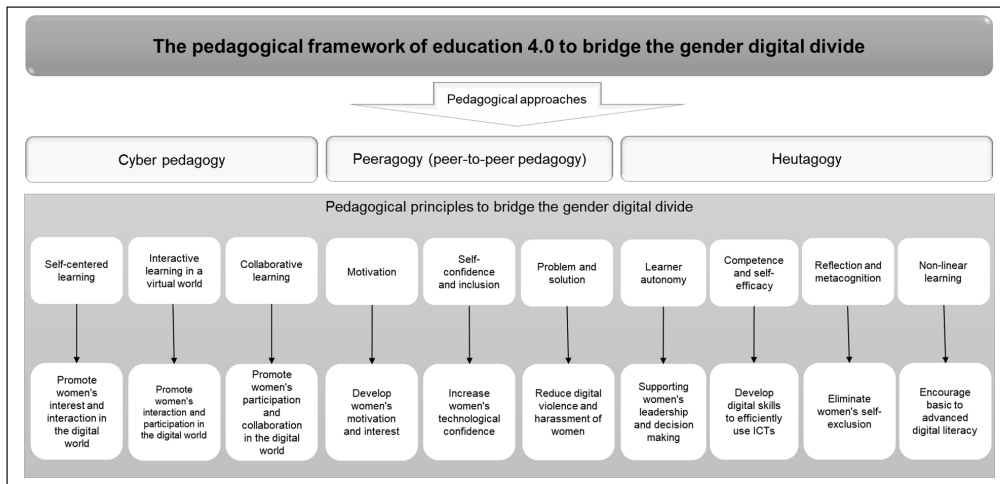 The pedagogical framework of education 4.0 to bridge the gender digital divide
Pedagogical approaches
Cyber pedagogy
Peeragogy (peer-to-peer pedagogy)
Heutagogy
Pedagogical principles to bridge the gender digital divide
Self-centered
learning
Interactive
learning in a
virtual world
Collaborative
learning
Motivation
Self-
confidence
and inclusion
Problem and
solution
Learner
autonomy
Competence
and self-
efficacy
Reflection and
metacognition
Non-linear
learning
Promote
women's
interest and
interaction in
the digital
world
Promote
women's
interaction and
participation in
the digital world
Promote
women's
participation
and
collaboration
in the digital
world
Develop
women's
motivation
and interest
Increase
women's
technological
confidence
Reduce digital
violence and
harassment of
women
Supporting
women's
leadership
and decision
making
Develop
digital skills
to efficiently
use ICTs
Eliminate
women's self-
exclusion
Encourage
basic to
advanced
digital literacy